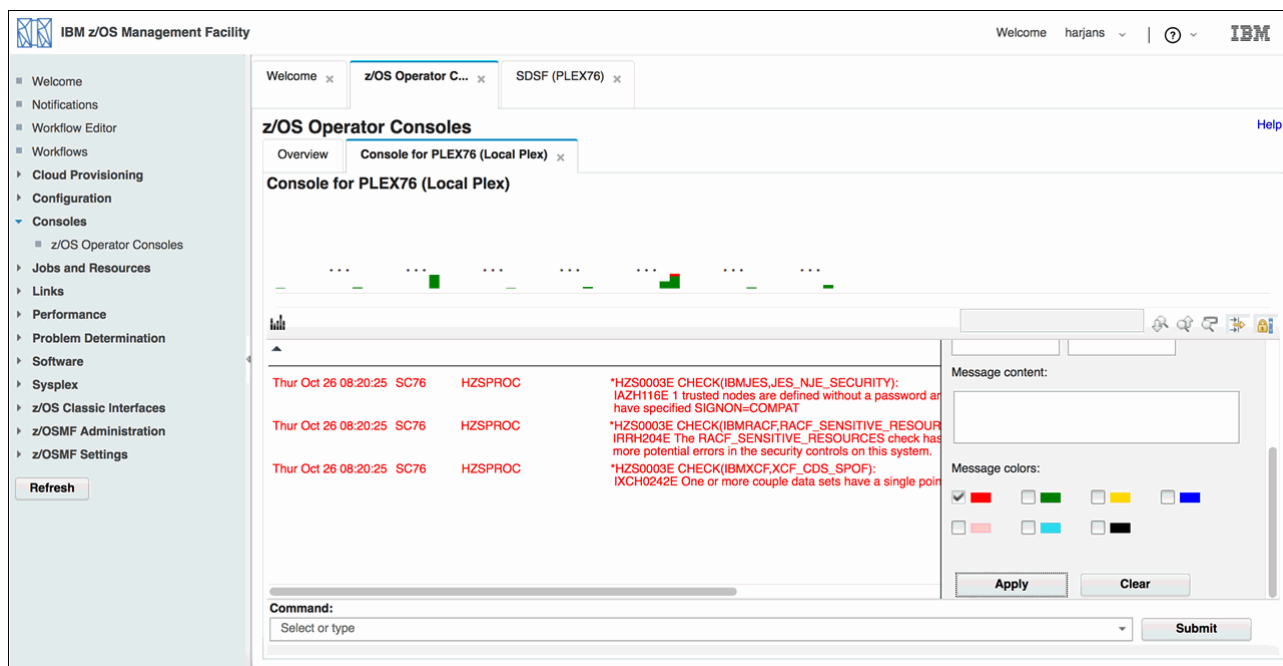 IBM z/OS Management Facility
Welcome harjans
IBM
Welcome
Notifications
Workflow Editor
Workflows
Cloud Provisioning
Configuration
Consoles
z/OS Operator Consoles
Jobs and Resources
Links
Performance
Problem Determination
Software
Sysplex
z/OS Classic Interfaces
z/OSMF Administration
z/OSMF Settings
Refresh
Welcome
z/OS Operator C...
SDSF (PLEX76)
z/OS Operator Consoles
Help
Overview
Console for PLEX76 (Local Plex)
Console for PLEX76 (Local Plex)
Thur Oct 26 08:20:25 SC76 HZSPROC *HZS0003E CHECK(IBMJES,JES_NJE_SECURITY):
IAZH116E 1 trusted nodes are defined without a password ar
have specified SIGNON=COMPAT
Thur Oct 26 08:20:25 SC76 HZSPROC *HZS0003E CHECK(IBMRACF,RACF_SENSITIVE_RESOUR
IRRH204E The RACF_SENSITIVE_RESOURCES check has
more potential errors in the security controls on this system.
Thur Oct 26 08:20:25 SC76 HZSPROC *HZS0003E CHECK(IBMXCF,XCF_CDS_SPOF):
IXCH0242E One or more couple data sets have a single poin
Message content:
Message colors:
Apply
Clear
Command:
Select or type
Submit